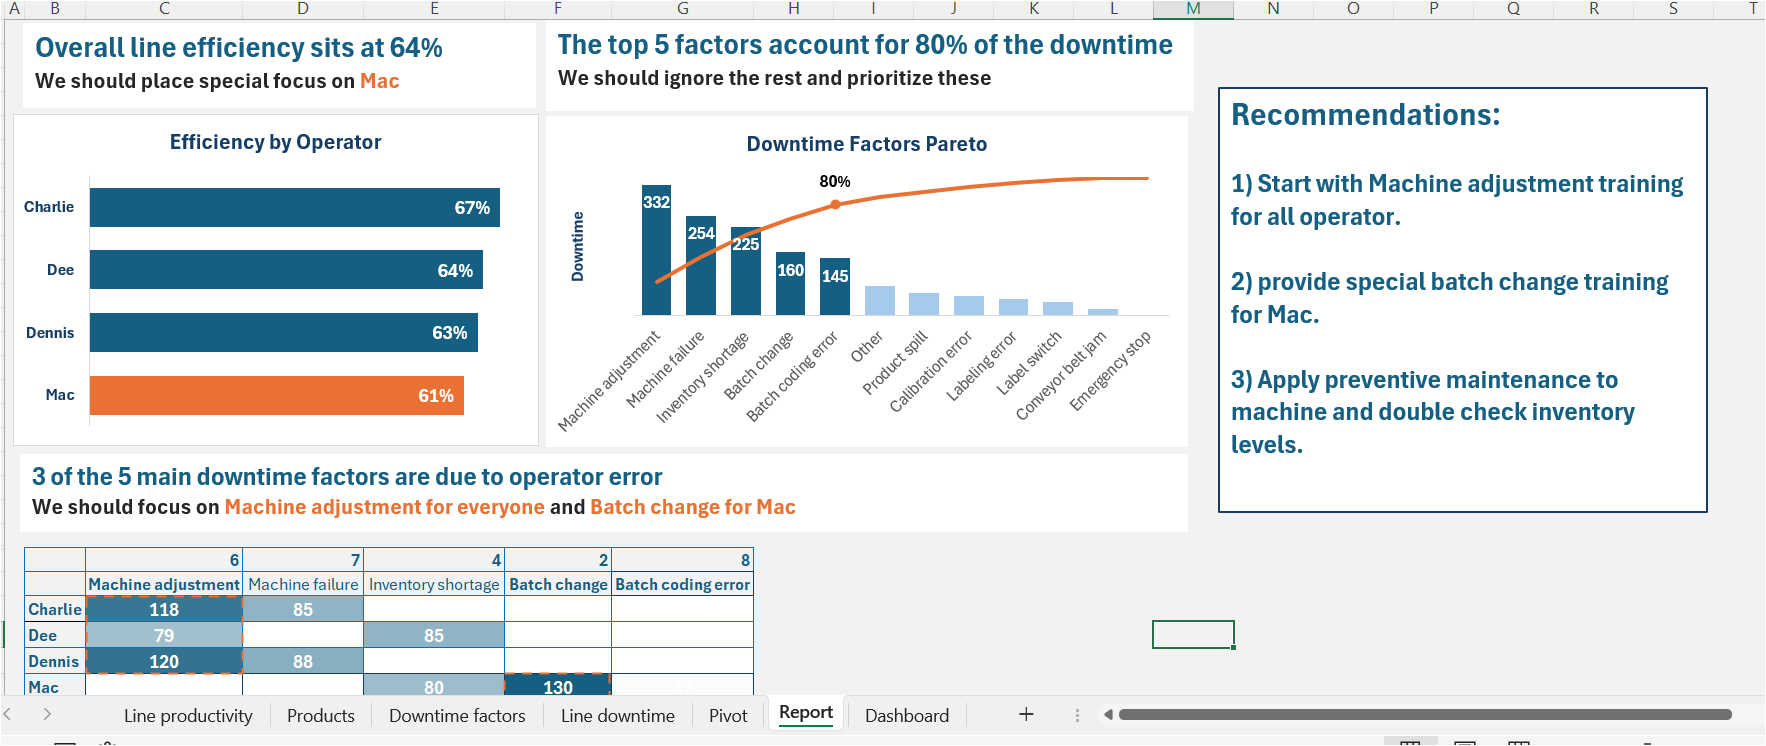 A B C D E F G H I J K L M N O P Q R S T
Overall line efficiency sits at 64%
We should place special focus on Mac
The top 5 factors account for 80% of the downtime
We should ignore the rest and prioritize these
Efficiency by Operator
Charlie 67%
Dee 64%
Dennis 63%
Mac 61%
Downtime Factors Pareto
Downtime
80%
332 254 225 160 145
Machine adjustment
Machine failure
Inventory shortage
Batch change
Batch coding error
Other
Product spill
Calibration error
Labeling error
Label switch
Conveyor belt jam
Emergency stop
Recommendations:
1) Start with Machine adjustment training
for all operator.
2) provide special batch change training
for Mac.
3) Apply preventive maintenance to
machine and double check inventory
levels.
3 of the 5 main downtime factors are due to operator error
We should focus on Machine adjustment for everyone and Batch change for Mac
6 7 4 2 8
Machine adjustment Machine failure Inventory shortage Batch change Batch coding error
Charlie 118 85
Dee 79 85
Dennis 120 88
Mac 80 130
Line productivity Products Downtime factors Line downtime Pivot Report Dashboard